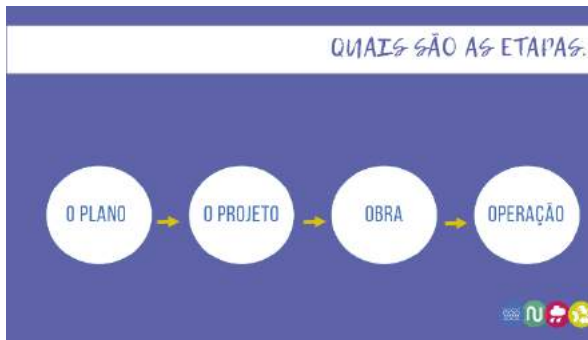 QUAIS SÃO AS ETAPAS.
O PLANO
O PROJETO
OBRA
OPERAÇÃO